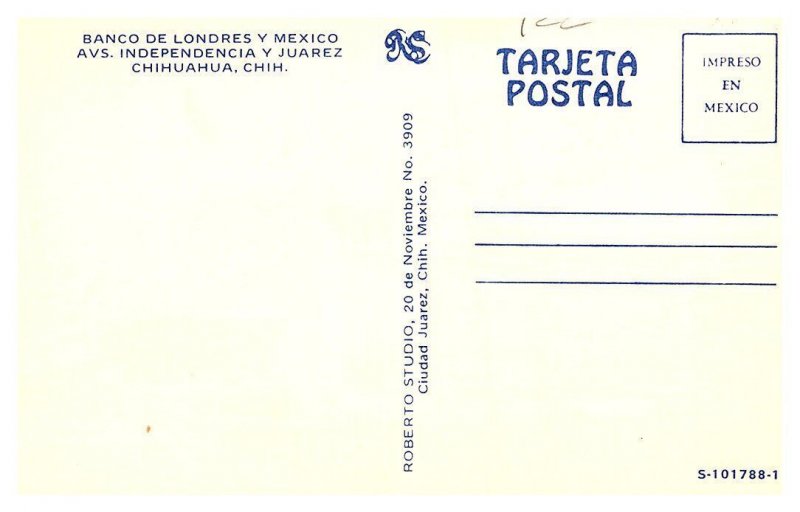 BANCO DE LONDRES Y MEXICO
AVS. INDEPENDENCIA Y JUAREZ
CHIHUAHUA, CHIH.
RS
TARJETA
POSTAL
IMPRESO
EN
MEXICO
ROBERTO STUDIO, 20 de Noviembre No. 3909
Ciudad Juarez, Chih. Mexico.
S-101788-1